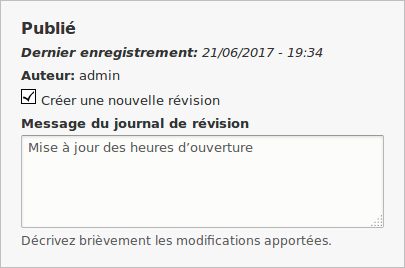 Publié
Dernier enregistrement: 21/06/2017 - 19:34
Auteur: admin
Créer une nouvelle révision
Message du journal de révision
Mise à jour des heures d’ouverture
Décrivez brièvement les modifications apportées.